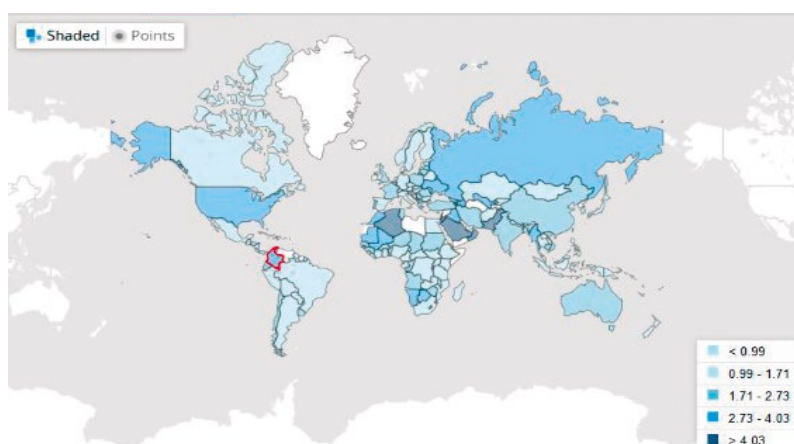 Shaded Points
< 0.99
0.99 - 1.71
1.71 - 2.73
2.73 - 4.03
> 4.03